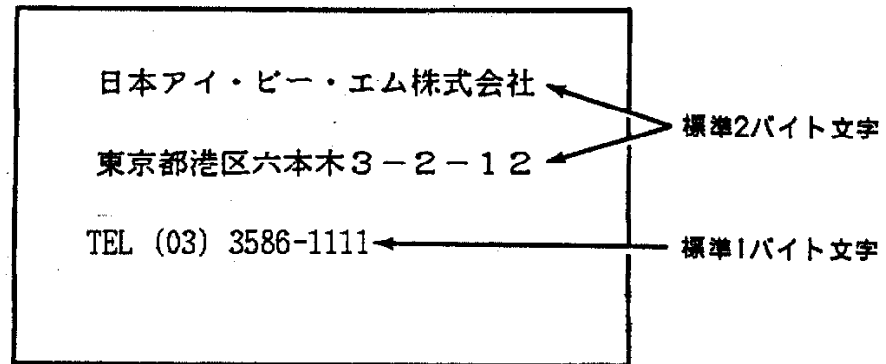 日本アイ・ビー・エム株式会社
標準2バイト文字
東京都港区六本木3-2-12
TEL (03) 3586-1111
標準1バイト文字